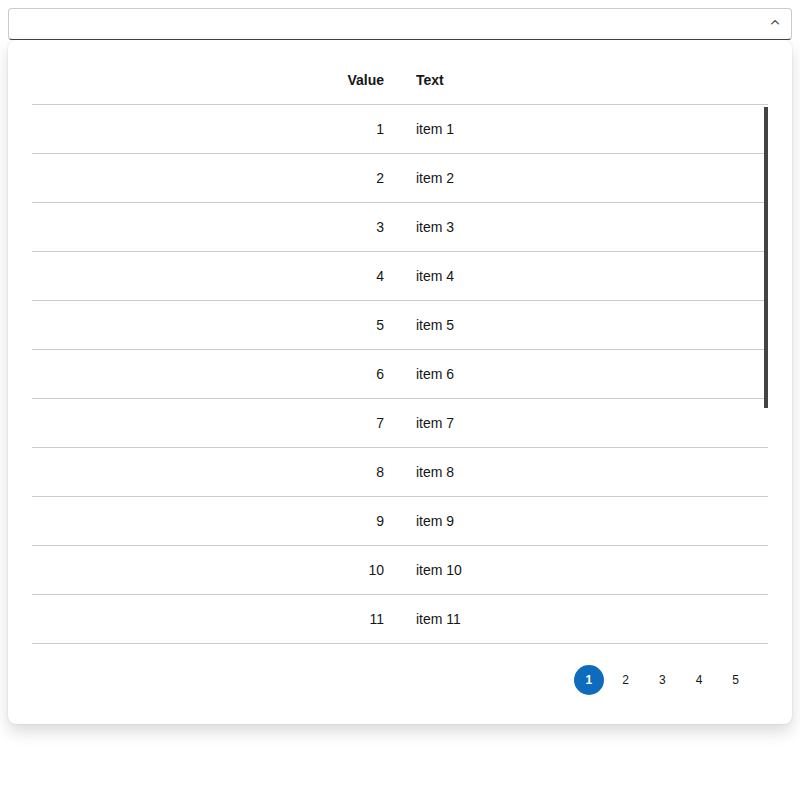 Value Text
1 item 1
2 item 2
3 item 3
4 item 4
5 item 5
6 item 6
7 item 7
8 item 8
9 item 9
10 item 10
11 item 11
1 2 3 4 5